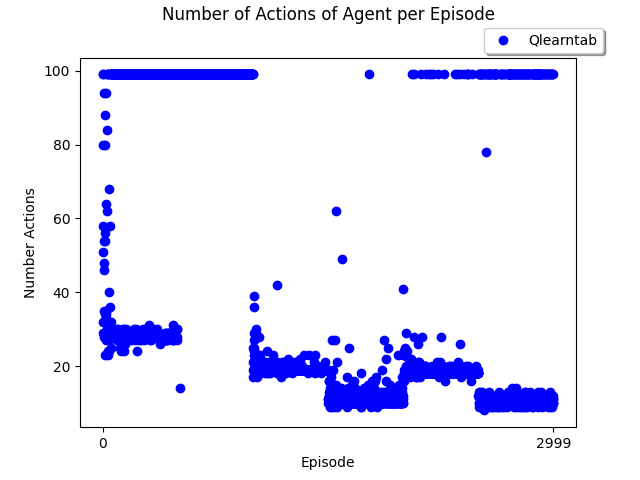 Number of Actions of Agent per Episode
Qlearntab
100
80
60
40
20
Number Actions
0
2999
Episode